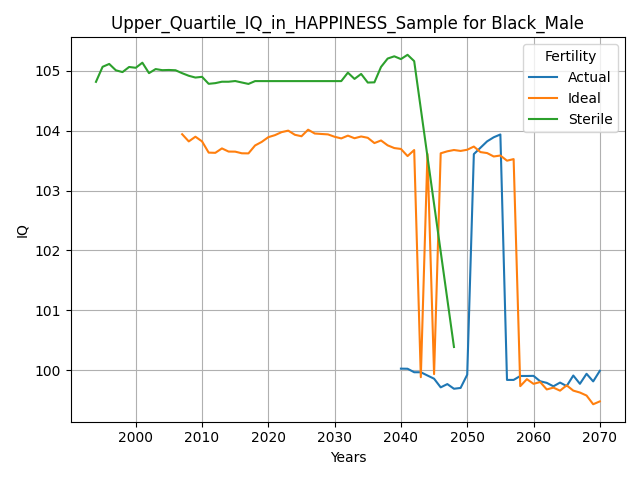 Upper_Quartile_IQ_in_HAPPINESS_Sample for Black_Male
Fertility
Actual
Ideal
Sterile
IQ
105
104
103
102
101
100
2000 2010 2020 2030 2040 2050 2060 2070
Years